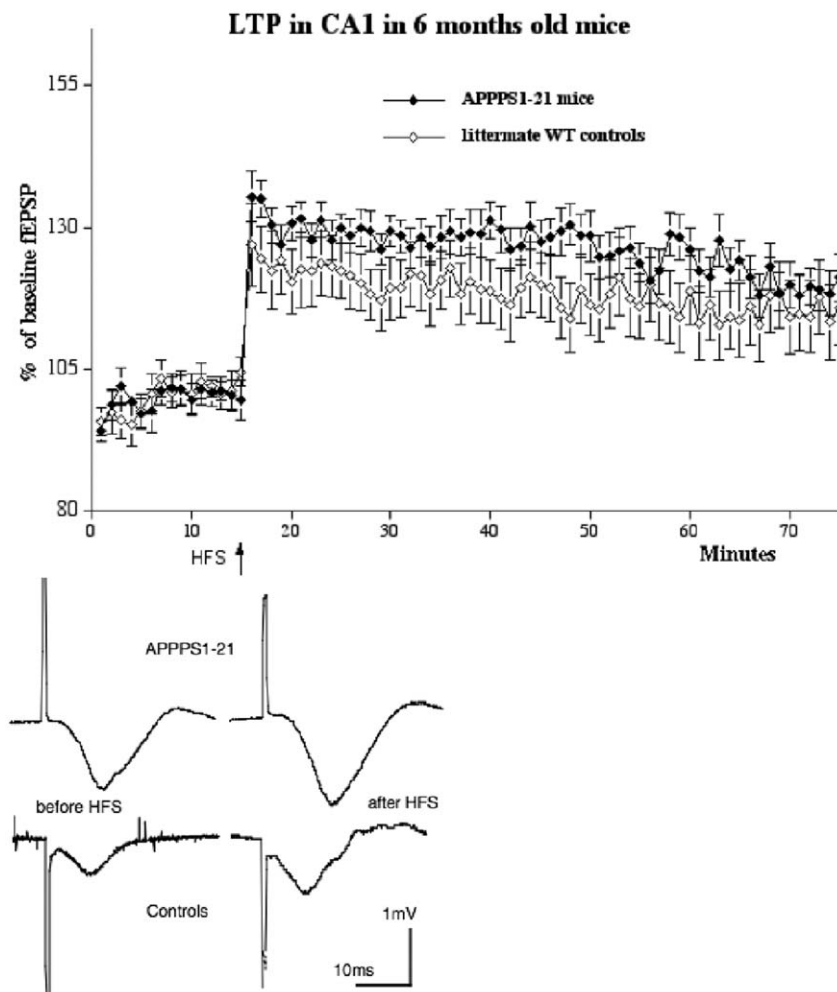 LTP in CA1 in 6 months old mice
155
130
105
80
% of baseline fEPSP
APPPS1-21 mice
littermate WT controls
0 10 20 30 40 50 60 70
HFS
Minutes
APPPS1-21
before HFS after HFS
Controls
1mV
10ms